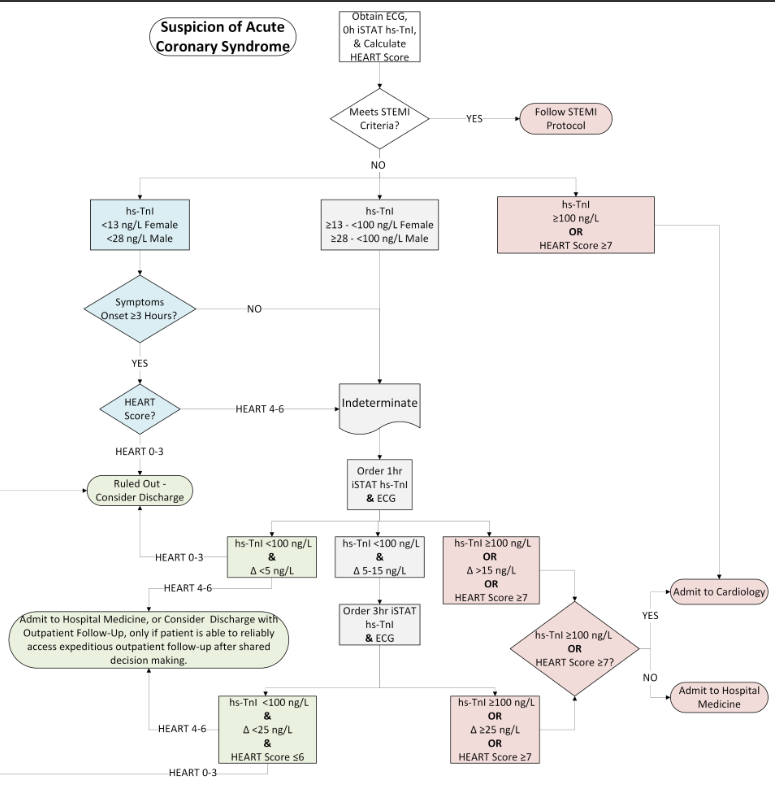 Suspicion of Acute
Coronary Syndrome
Obtain ECG,
0h iSTAT hs-TnI,
& Calculate
HEART Score
Meets STEMI
Criteria?
YES
Follow STEMI
Protocol
NO
hs-TnI
<13 ng/L Female
<28 ng/L Male
hs-TnI
≥13 - <100 ng/L Female
≥28 - <100 ng/L Male
hs-TnI
≥100 ng/L
OR
HEART Score ≥7
Symptoms
Onset ≥3 Hours?
NO
YES
HEART
Score?
HEART 4-6
Indeterminate
HEART 0-3
Ruled Out -
Consider Discharge
Order 1hr
iSTAT hs-TnI
& ECG
hs-TnI <100 ng/L
&
Δ <5 ng/L
hs-TnI <100 ng/L
&
Δ 5-15 ng/L
hs-TnI ≥100 ng/L
OR
Δ >15 ng/L
OR
HEART Score ≥7
HEART 0-3
HEART 4-6
Admit to Hospital Medicine, or Consider Discharge with
Outpatient Follow-Up, only if patient is able to reliably
access expeditious outpatient follow-up after shared
decision making.
Order 3hr iSTAT
hs-TnI
& ECG
hs-TnI ≥100 ng/L
OR
HEART Score ≥7?
YES
Admit to Cardiology
NO
Admit to Hospital
Medicine
hs-TnI <100 ng/L
&
Δ <25 ng/L
&
HEART Score ≤6
hs-TnI ≥100 ng/L
OR
Δ ≥25 ng/L
OR
HEART Score ≥7
HEART 4-6
HEART 0-3